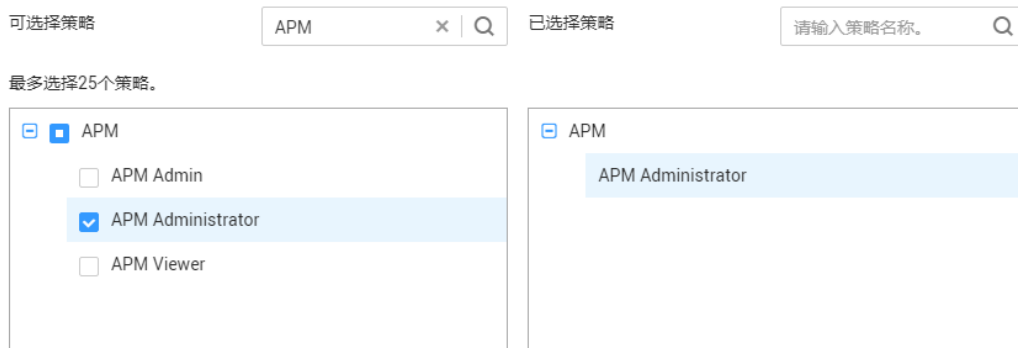 可选择策略
APM
已选择策略
请输入策略名称。
最多选择25个策略。
APM
APM Admin
APM Administrator
APM Viewer
APM
APM Administrator